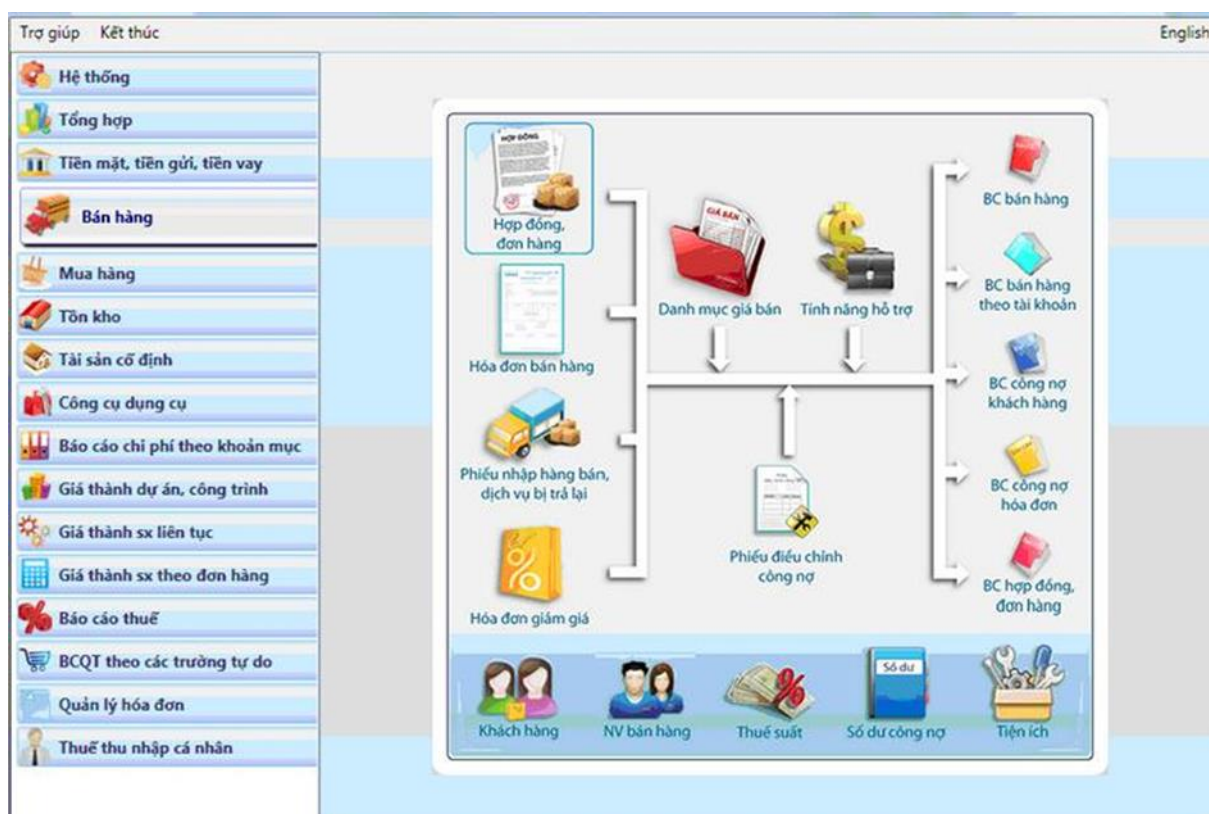 Trợ giúp Kết thúc
English
Hệ thống
Tổng hợp
Tiền mặt, tiền gửi, tiền vay
Bán hàng
Mua hàng
Tồn kho
Tài sản cố định
Công cụ dụng cụ
Báo cáo chi phí theo khoản mục
Giá thành dự án, công trình
Giá thành sx liên tục
Giá thành sx theo đơn hàng
Báo cáo thuế
BCQT theo các trường tự do
Quản lý hóa đơn
Thuế thu nhập cá nhân
HỢP ĐỒNG
Hợp đồng,
đơn hàng
Hóa đơn bán hàng
Phiếu nhập hàng bán,
dịch vụ bị trả lại
Hóa đơn giảm giá
GIÁ BÁN
Danh mục giá bán
Tính năng hỗ trợ
Phiếu điều chỉnh
công nợ
BC bán hàng
BC bán hàng
theo tài khoản
BC công nợ
khách hàng
BC công nợ
hóa đơn
BC hợp đồng,
đơn hàng
Khách hàng
NV bán hàng
Thuế suất
Số dư
Số dư công nợ
Tiện ích